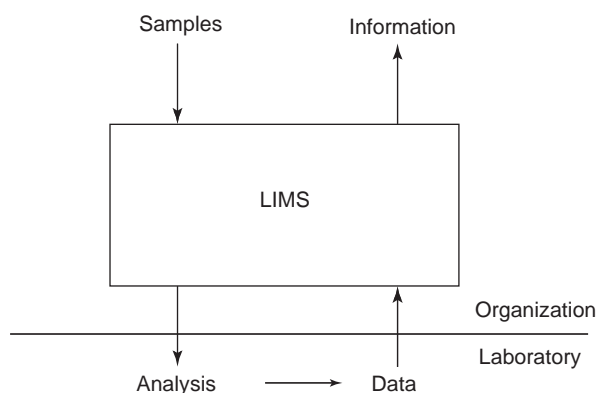 Samples
Information
LIMS
Organization
Laboratory
Analysis
Data